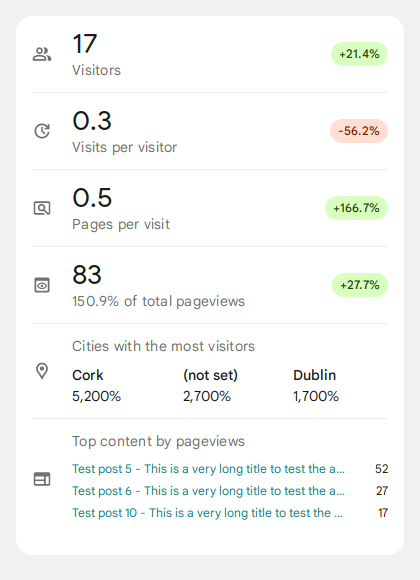 17
+21.4%
Visitors
0.3
-56.2%
Visits per visitor
0.5
+166.7%
Pages per visit
83
+27.7%
150.9% of total pageviews
Cities with the most visitors
Cork (not set) Dublin
5,200% 2,700% 1,700%
Top content by pageviews
Test post 5 - This is a very long title to test the a... 52
Test post 6 - This is a very long title to test the a... 27
Test post 10 - This is a very long title to test the ... 17